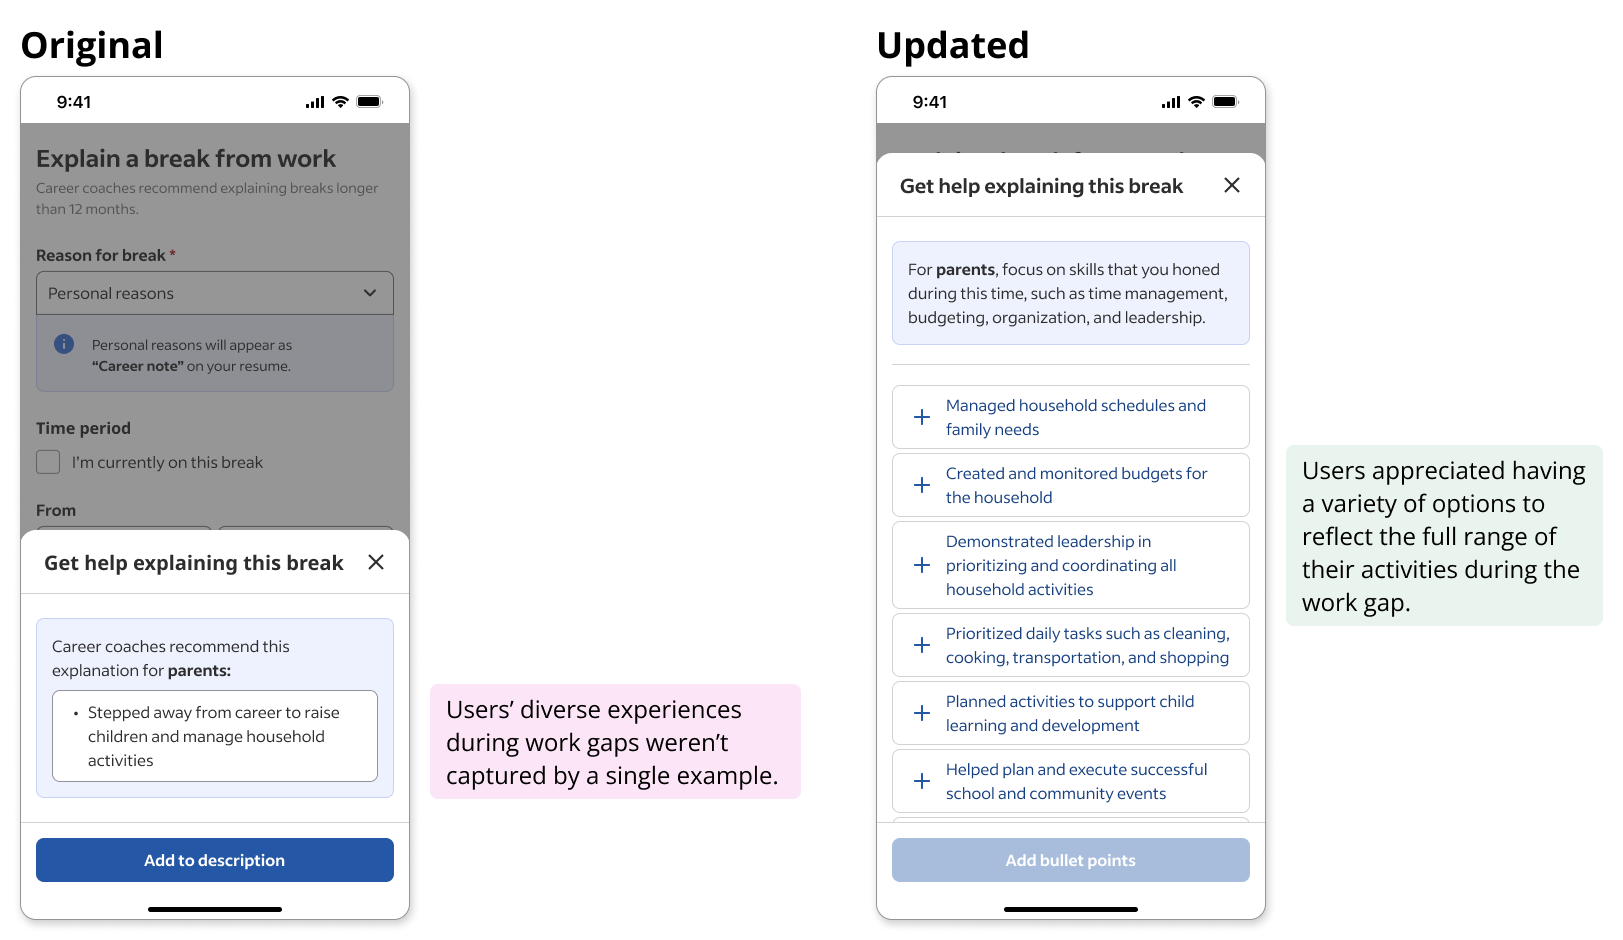 Original
9:41
Explain a break from work
Career coaches recommend explaining breaks longer
than 12 months.
Reason for break *
Personal reasons
Personal reasons will appear as
“Career note” on your resume.
Time period
I'm currently on this break
From
Get help explaining this break
Career coaches recommend this
explanation for parents:
• Stepped away from career to raise
children and manage household
activities
Add to description
Users’ diverse experiences
during work gaps weren’t
captured by a single example.
Updated
9:41
Get help explaining this break
For parents, focus on skills that you honed
during this time, such as time management,
budgeting, organization, and leadership.
Managed household schedules and
family needs
Created and monitored budgets for
the household
Demonstrated leadership in
prioritizing and coordinating all
household activities
Prioritized daily tasks such as cleaning,
cooking, transportation, and shopping
Planned activities to support child
learning and development
Helped plan and execute successful
school and community events
Add bullet points
Users appreciated having
a variety of options to
reflect the full range of
their activities during the
work gap.